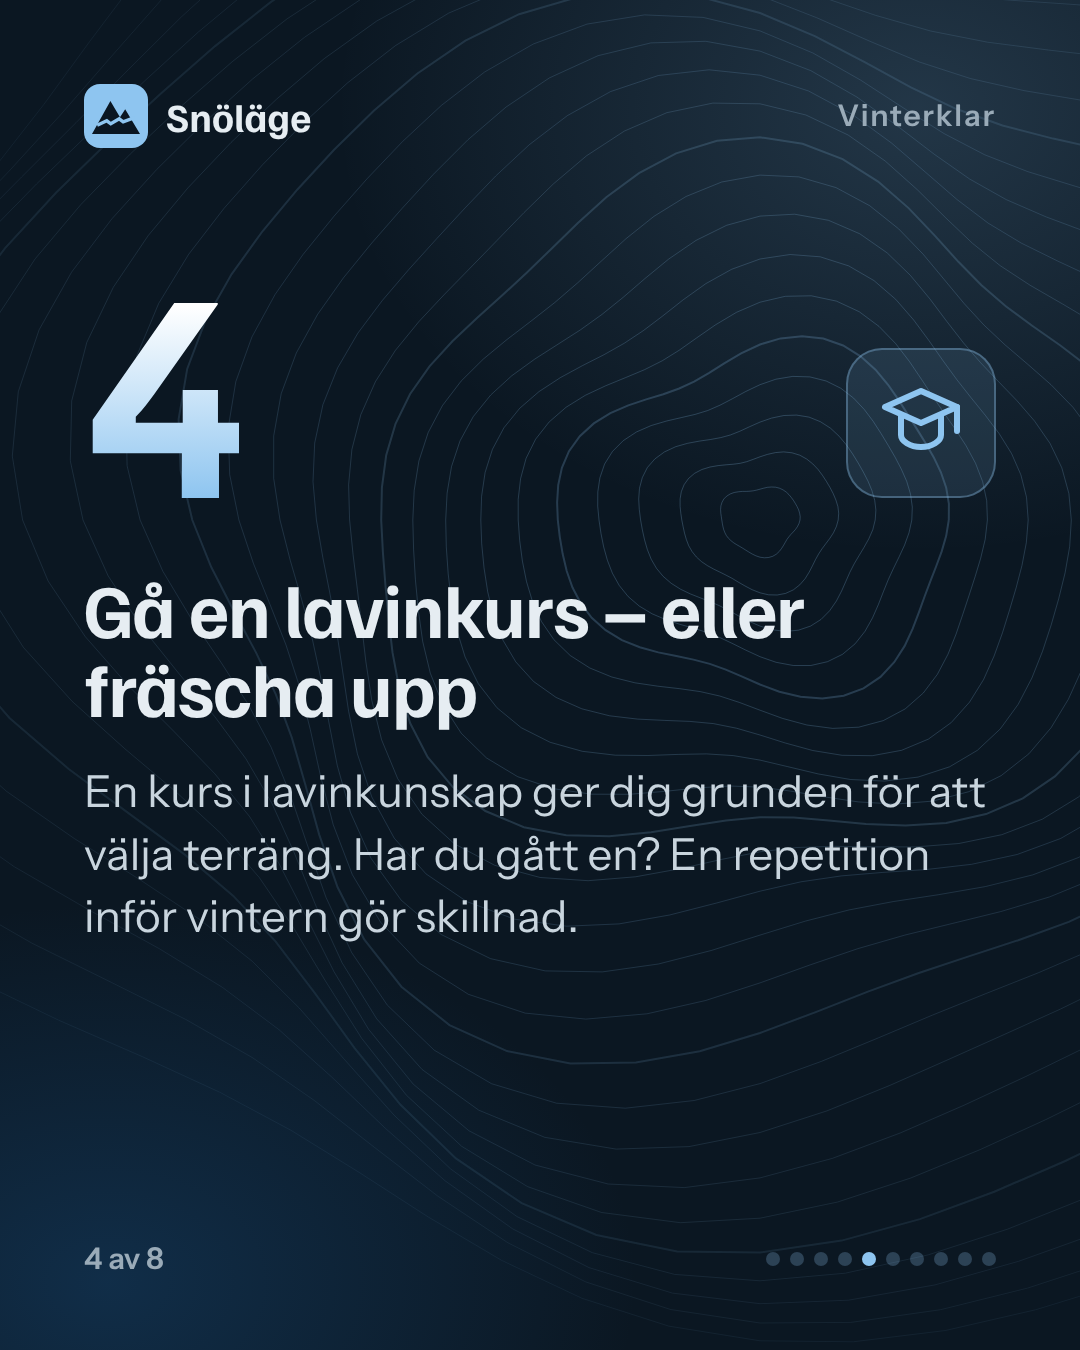 Snöläge
Vinterklar
4
Gå en lavinkurs – eller
fräscha upp
En kurs i lavinkunskap ger dig grunden för att
välja terräng. Har du gått en? En repetition
inför vintern gör skillnad.
4 av 8